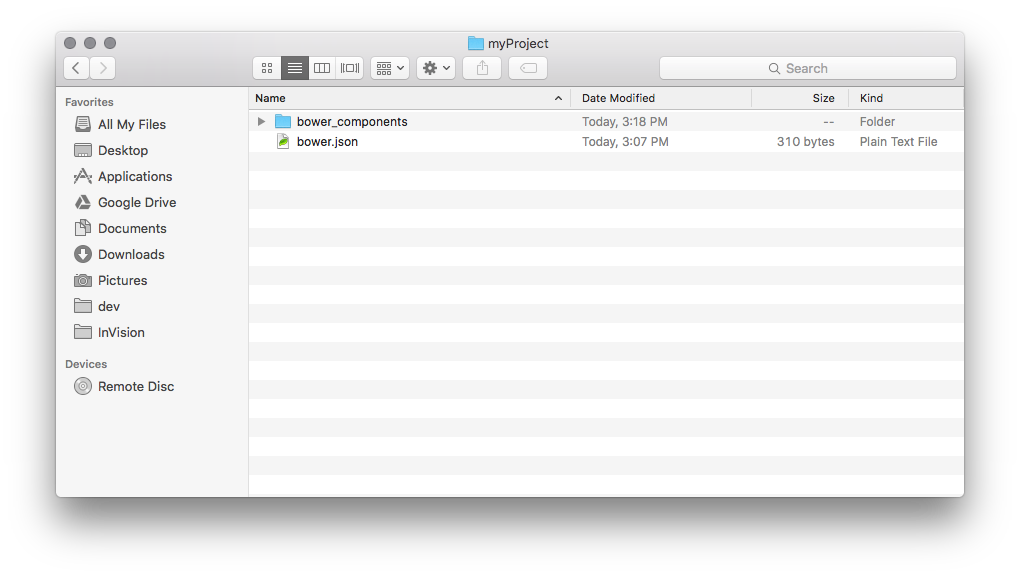 myProject
Search
Favorites
All My Files
Desktop
Applications
Google Drive
Documents
Downloads
Pictures
dev
InVision
Devices
Remote Disc
Name Date Modified Size Kind
bower_components Today, 3:18 PM -- Folder
bower.json Today, 3:07 PM 310 bytes Plain Text File